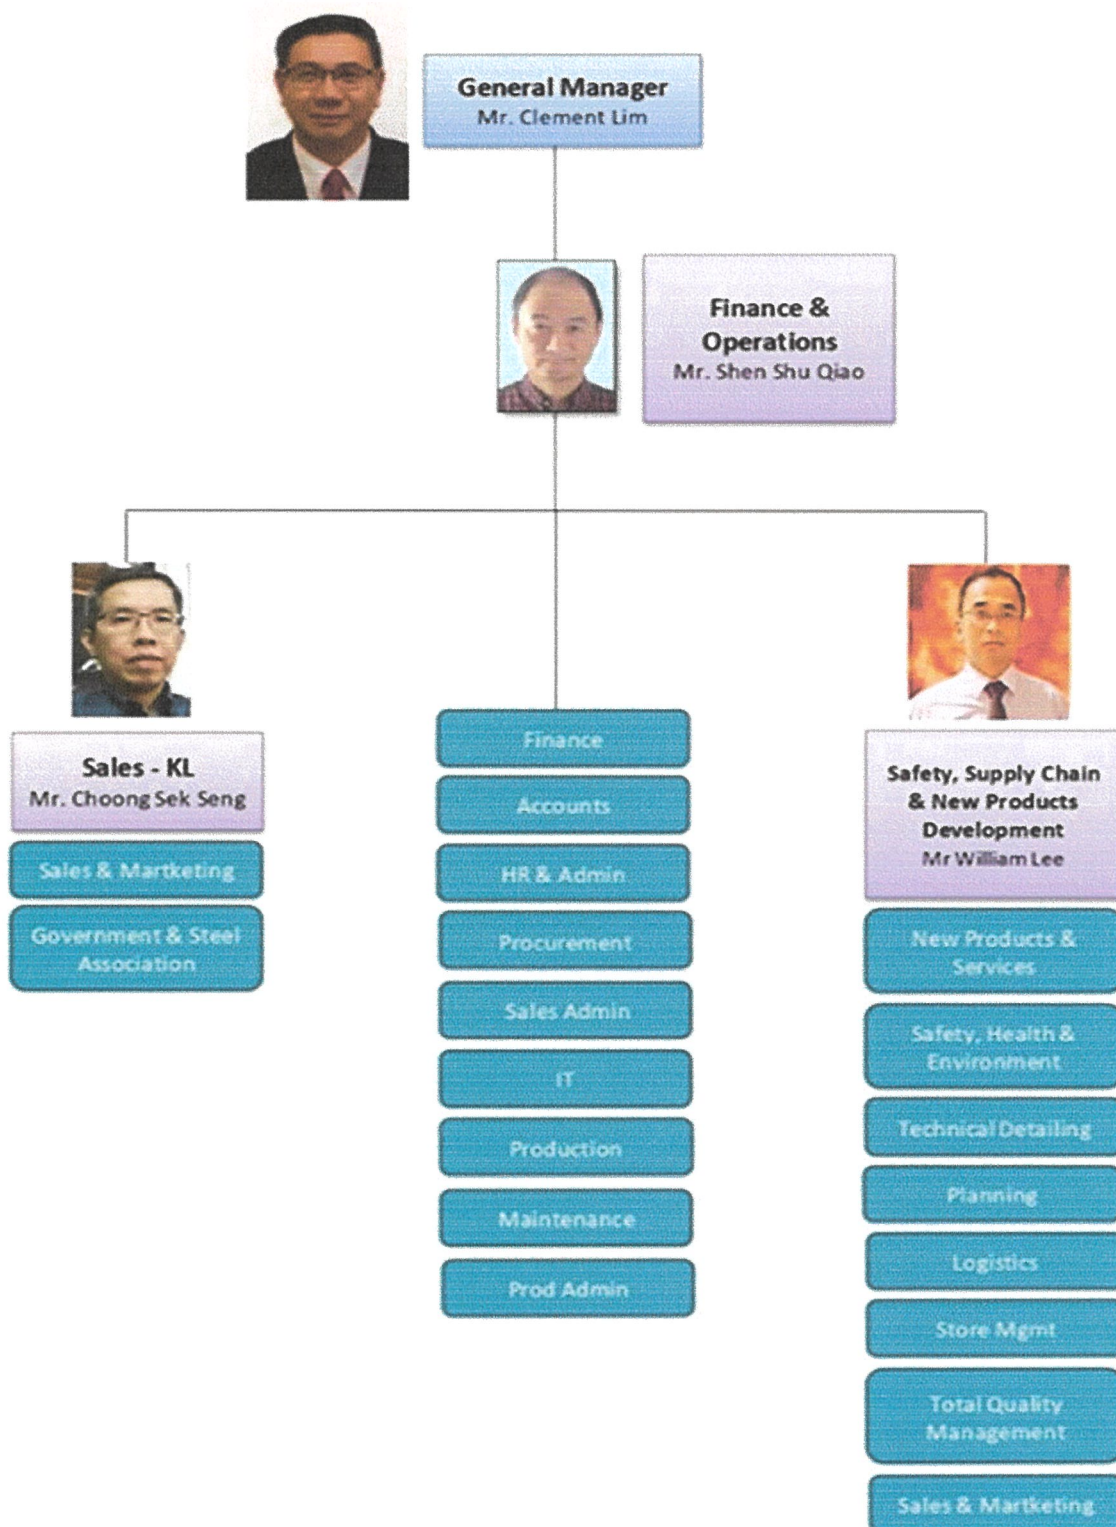 General Manager
Mr. Clement Lim
Finance &
Operations
Mr. Shen Shu Qiao
Sales - KL
Mr. Choong Sek Seng
Sales & Martketing
Government & Steel
Association
Finance
Accounts
HR & Admin
Procurement
Sales Admin
IT
Production
Maintenance
Prod Admin
Safety, Supply Chain
& New Products
Development
Mr William Lee
New Products &
Services
Safety, Health &
Environment
Technical Detailing
Planning
Logistics
Store Mgmt
Total Quality
Management
Sales & Martketing